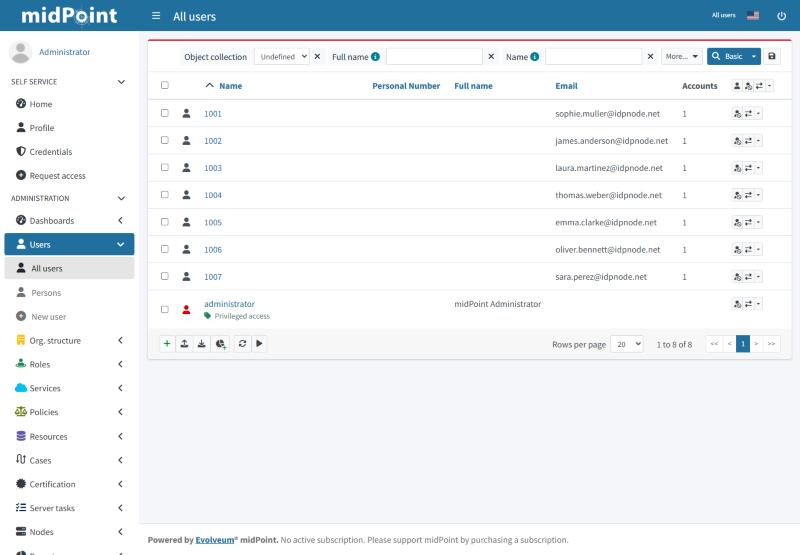 midPoint
All users
All users
Administrator
SELF SERVICE
Home
Profile
Credentials
Request access
ADMINISTRATION
Dashboards
Users
All users
Persons
New user
Org. structure
Roles
Services
Policies
Resources
Cases
Certification
Server tasks
Nodes
Object collection Undefined Full name Name More... Basic
Name Personal Number Full name Email Accounts
1001 sophie.muller@idpnode.net 1
1002 james.anderson@idpnode.net 1
1003 laura.martinez@idpnode.net 1
1004 thomas.weber@idpnode.net 1
1005 emma.clarke@idpnode.net 1
1006 oliver.bennett@idpnode.net 1
1007 sara.perez@idpnode.net 1
administrator midPoint Administrator
Privileged access
Rows per page 20 1 to 8 of 8 << < 1 > >>
Powered by Evolveum® midPoint. No active subscription. Please support midPoint by purchasing a subscription.